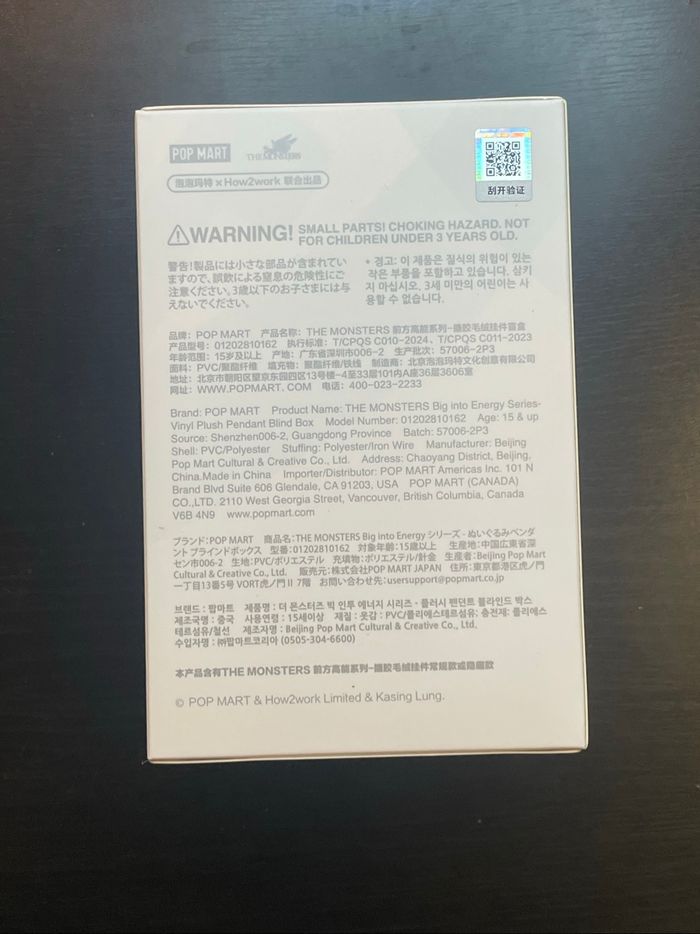 POP MART
THE MONSTERS
泡泡玛特 × How2work 联合出品
刮开验证
WARNING! SMALL PARTS! CHOKING HAZARD. NOT
FOR CHILDREN UNDER 3 YEARS OLD.
警告!製品には小さな部品が含まれてい
ますので、誤飲による窒息の危険性にご
注意ください。3歳以下のお子さまには与
えないでください。
* 경고: 이 제품은 질식의 위험이 있는
작은 부품을 포함하고 있습니다. 삼키
지 마십시오. 3세 미만의 어린이는 사
용할 수 없습니다.
品牌：POP MART 产品名称：THE MONSTERS 前方高能系列-搪胶毛绒挂件盲盒
产品型号：01202810162 执行标准：T/CPQS C010-2024、T/CPQS C011-2023
年龄范围：15岁及以上 产地：广东省深圳市006-2 生产批次：57006-2P3
面料：PVC/聚酯纤维 填充物：聚酯纤维/铁线 制造商：北京泡泡玛特文化创意有限公司
地址：北京市朝阳区望京东园四区13号楼-4至33层101内A座36层3606室
网址：WWW.POPMART.COM 电话：400-023-2233
Brand: POP MART Product Name: THE MONSTERS Big into Energy Series-
Vinyl Plush Pendant Blind Box Model Number: 01202810162 Age: 15 & up
Source: Shenzhen006-2, Guangdong Province Batch: 57006-2P3
Shell: PVC/Polyester Stuffing: Polyester/Iron Wire Manufacturer: Beijing
Pop Mart Cultural & Creative Co., Ltd. Address: Chaoyang District, Beijing,
China.Made in China Importer/Distributor: POP MART Americas Inc. 101 N
Brand Blvd Suite 606 Glendale, CA 91203, USA POP MART (CANADA)
CO.,LTD. 2110 West Georgia Street, Vancouver, British Columbia, Canada
V6B 4N9 www.popmart.com
ブランド：POP MART 商品名：THE MONSTERS Big into Energy シリーズ - ぬいぐるみペンダ
ント ブラインドボックス 型番：01202810162 対象年齢：15歳以上 生産地：中国広東省深
セン市006-2 生地：PVC/ポリエステル 充填物：ポリエステル/針金 生産者：Beijing Pop Mart
Cultural & Creative Co., Ltd. 販売元：株式会社POP MART JAPAN 住所：東京都港区虎ノ門
一丁目13番5号 VORT虎ノ門 II 7階 お問い合わせ先：usersupport@popmart.co.jp
브랜드 : 팝마트 제품명 : 더 몬스터즈 빅 인투 에너지 시리즈 - 플러시 팬던트 블라인드 박스
제조국명 : 중국 사용연령 : 15세이상 재질 : 옷감 : PVC/폴리에스테르섬유; 충전재: 폴리에스
테르섬유/철선 제조자명 : Beijing Pop Mart Cultural & Creative Co., Ltd.
수입자명 : ㈜팝마트코리아 (0505-304-6600)
本产品含有THE MONSTERS 前方高能系列-搪胶毛绒挂件常规款或隐藏款
© POP MART & How2work Limited & Kasing Lung.